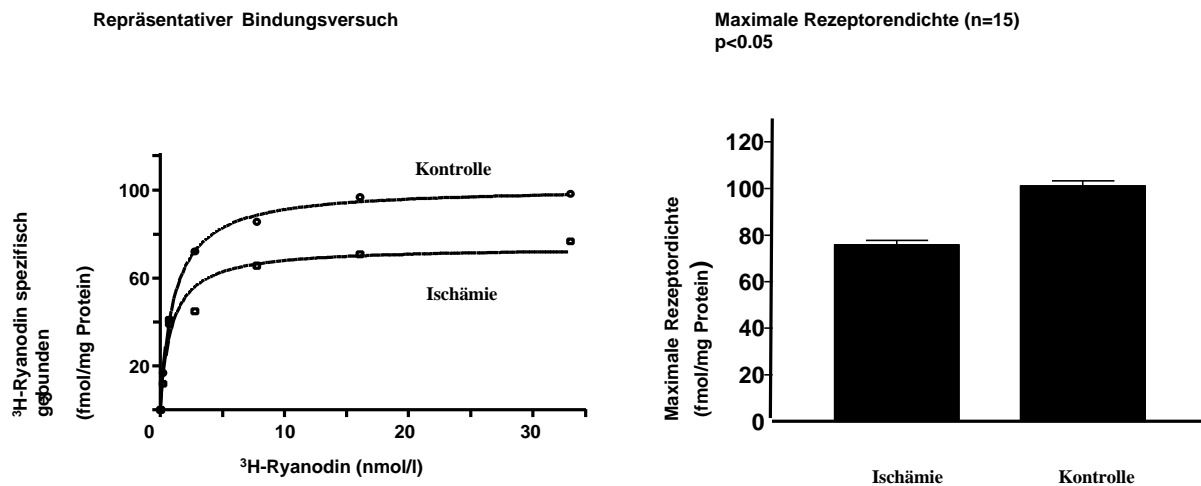 Repräsentativer Bindungsversuch
³H-Ryanodin spezifisch
gebunden
(fmol/mg Protein)
100
60
20
0
10
20
30
Kontrolle
Ischämie
³H-Ryanodin (nmol/l)
Maximale Rezeptorendichte (n=15)
p<0.05
Maximale Rezeptordichte
(fmol/mg Protein)
120
100
80
60
40
20
0
Ischämie
Kontrolle